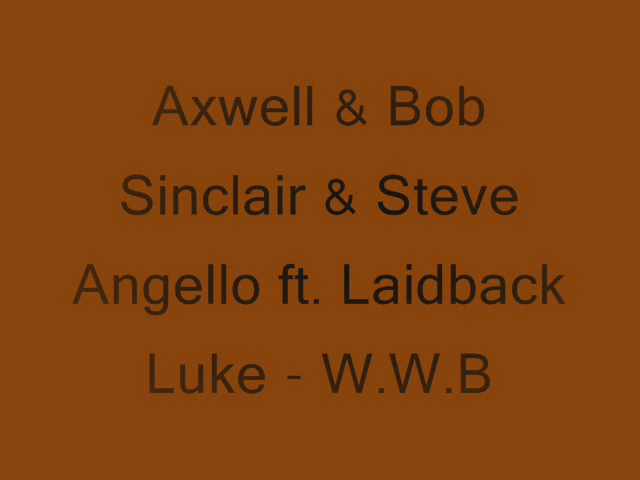 Axwell & Bob
Sinclair & Steve
Angello ft. Laidback
Luke - W.W.B